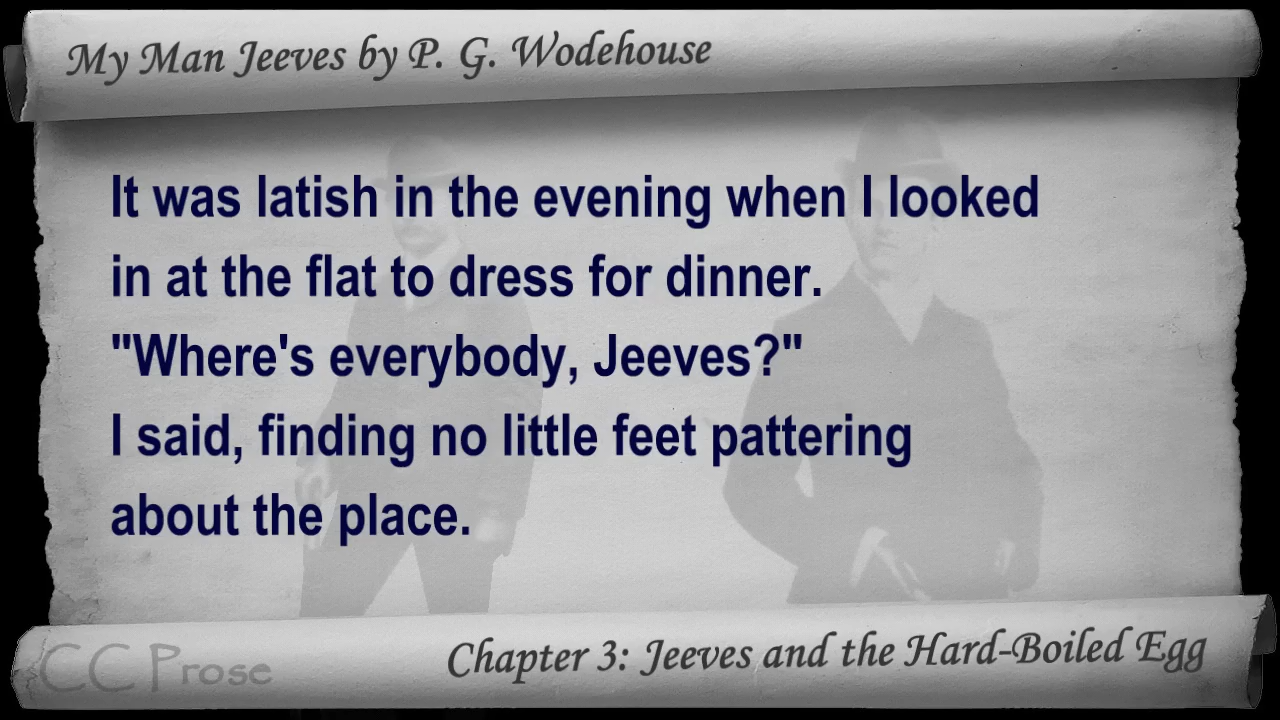 My Man Jeeves by P. G. Wodehouse
It was latish in the evening when I looked
in at the flat to dress for dinner.
"Where's everybody, Jeeves?"
I said, finding no little feet pattering
about the place.
CC Prose
Chapter 3: Jeeves and the Hard-Boiled Egg